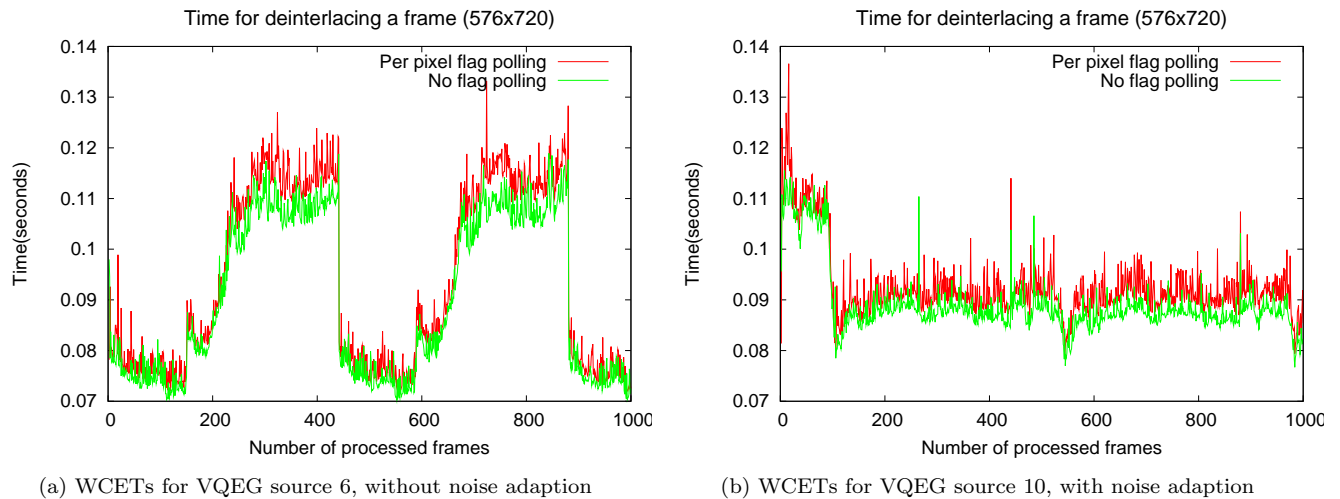 Time for deinterlacing a frame (576x720)
0.14
0.13
0.12
0.11
0.1
0.09
0.08
0.07
Time(seconds)
Per pixel flag polling
No flag polling
0 200 400 600 800 1000
Number of processed frames
(a) WCETs for VQEG source 6, without noise adaption
Time for deinterlacing a frame (576x720)
0.14
0.13
0.12
0.11
0.1
0.09
0.08
0.07
Time(seconds)
Per pixel flag polling
No flag polling
0 200 400 600 800 1000
Number of processed frames
(b) WCETs for VQEG source 10, with noise adaption